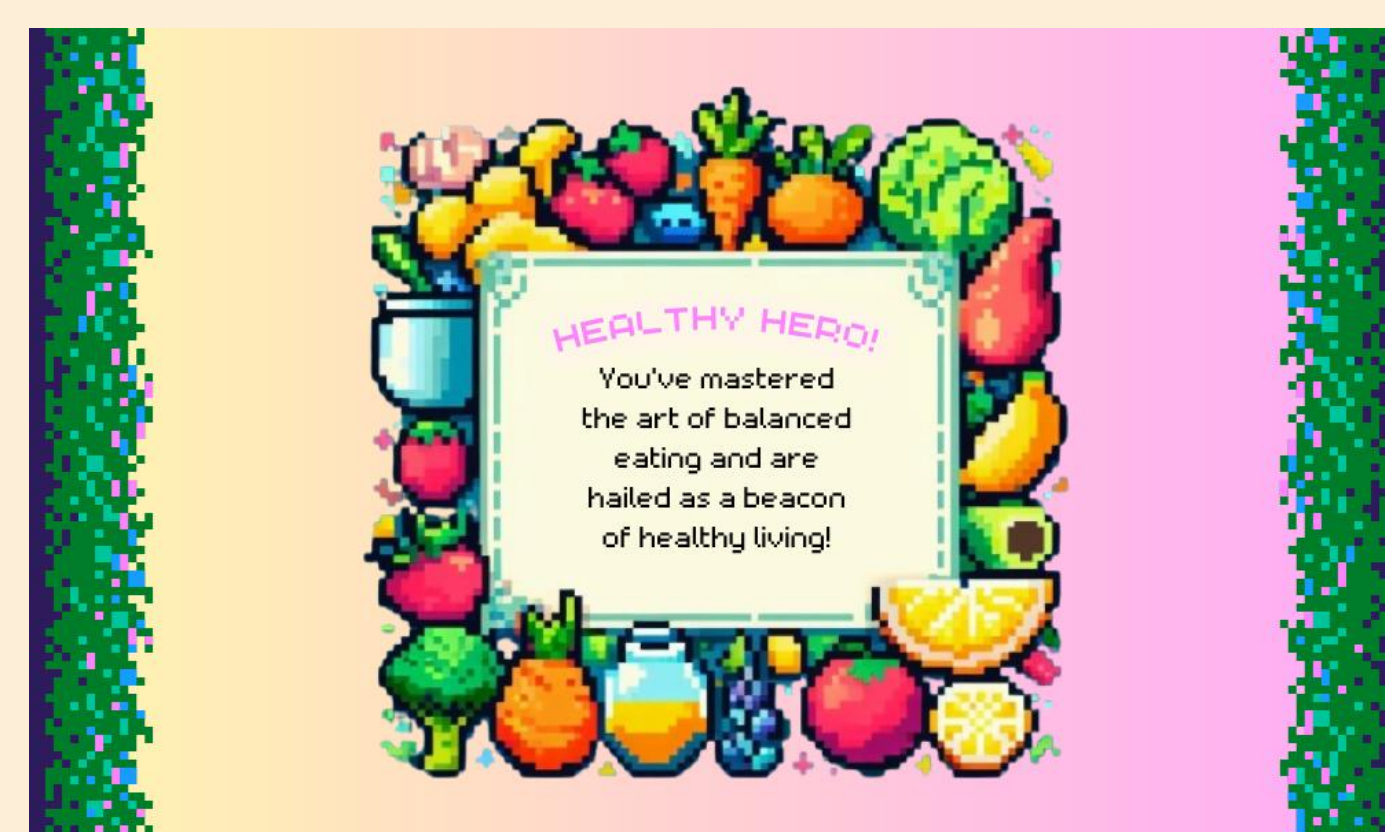 HEALTHY HERO!
You've mastered
the art of balanced
eating and are
hailed as a beacon
of healthy living!